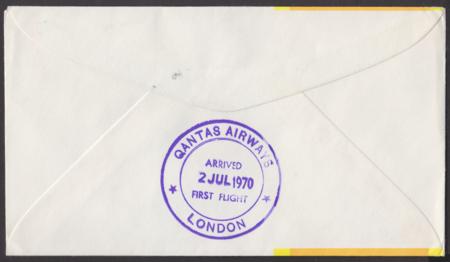 QANTAS AIRWAYS
ARRIVED
2 JUL 1970
FIRST FLIGHT
LONDON